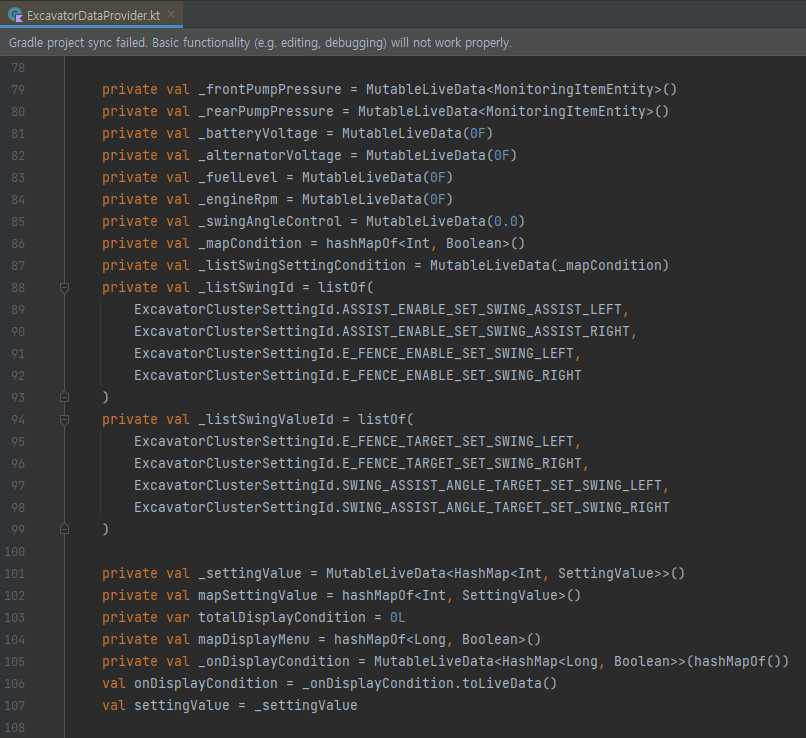 ExcavatorDataProvider.kt
Gradle project sync failed. Basic functionality (e.g. editing, debugging) will not work properly.
78
79 private val _frontPumpPressure = MutableLiveData<MonitoringItemEntity>()
80 private val _rearPumpPressure = MutableLiveData<MonitoringItemEntity>()
81 private val _batteryVoltage = MutableLiveData(0F)
82 private val _alternatorVoltage = MutableLiveData(0F)
83 private val _fuelLevel = MutableLiveData(0F)
84 private val _engineRpm = MutableLiveData(0F)
85 private val _swingAngleControl = MutableLiveData(0.0)
86 private val _mapCondition = hashMapOf<Int, Boolean>()
87 private val _listSwingSettingCondition = MutableLiveData(_mapCondition)
88 private val _listSwingId = listOf(
89 ExcavatorClusterSettingId.ASSIST_ENABLE_SET_SWING_ASSIST_LEFT,
90 ExcavatorClusterSettingId.ASSIST_ENABLE_SET_SWING_ASSIST_RIGHT,
91 ExcavatorClusterSettingId.E_FENCE_ENABLE_SET_SWING_LEFT,
92 ExcavatorClusterSettingId.E_FENCE_ENABLE_SET_SWING_RIGHT
93 )
94 private val _listSwingValueId = listOf(
95 ExcavatorClusterSettingId.E_FENCE_TARGET_SET_SWING_LEFT,
96 ExcavatorClusterSettingId.E_FENCE_TARGET_SET_SWING_RIGHT,
97 ExcavatorClusterSettingId.SWING_ASSIST_ANGLE_TARGET_SET_SWING_LEFT,
98 ExcavatorClusterSettingId.SWING_ASSIST_ANGLE_TARGET_SET_SWING_RIGHT
99 )
100
101 private val _settingValue = MutableLiveData<HashMap<Int, SettingValue>>()
102 private val mapSettingValue = hashMapOf<Int, SettingValue>()
103 private var totalDisplayCondition = 0L
104 private val mapDisplayMenu = hashMapOf<Long, Boolean>()
105 private val _onDisplayCondition = MutableLiveData<HashMap<Long, Boolean>>(hashMapOf())
106 val onDisplayCondition = _onDisplayCondition.toLiveData()
107 val settingValue = _settingValue
108